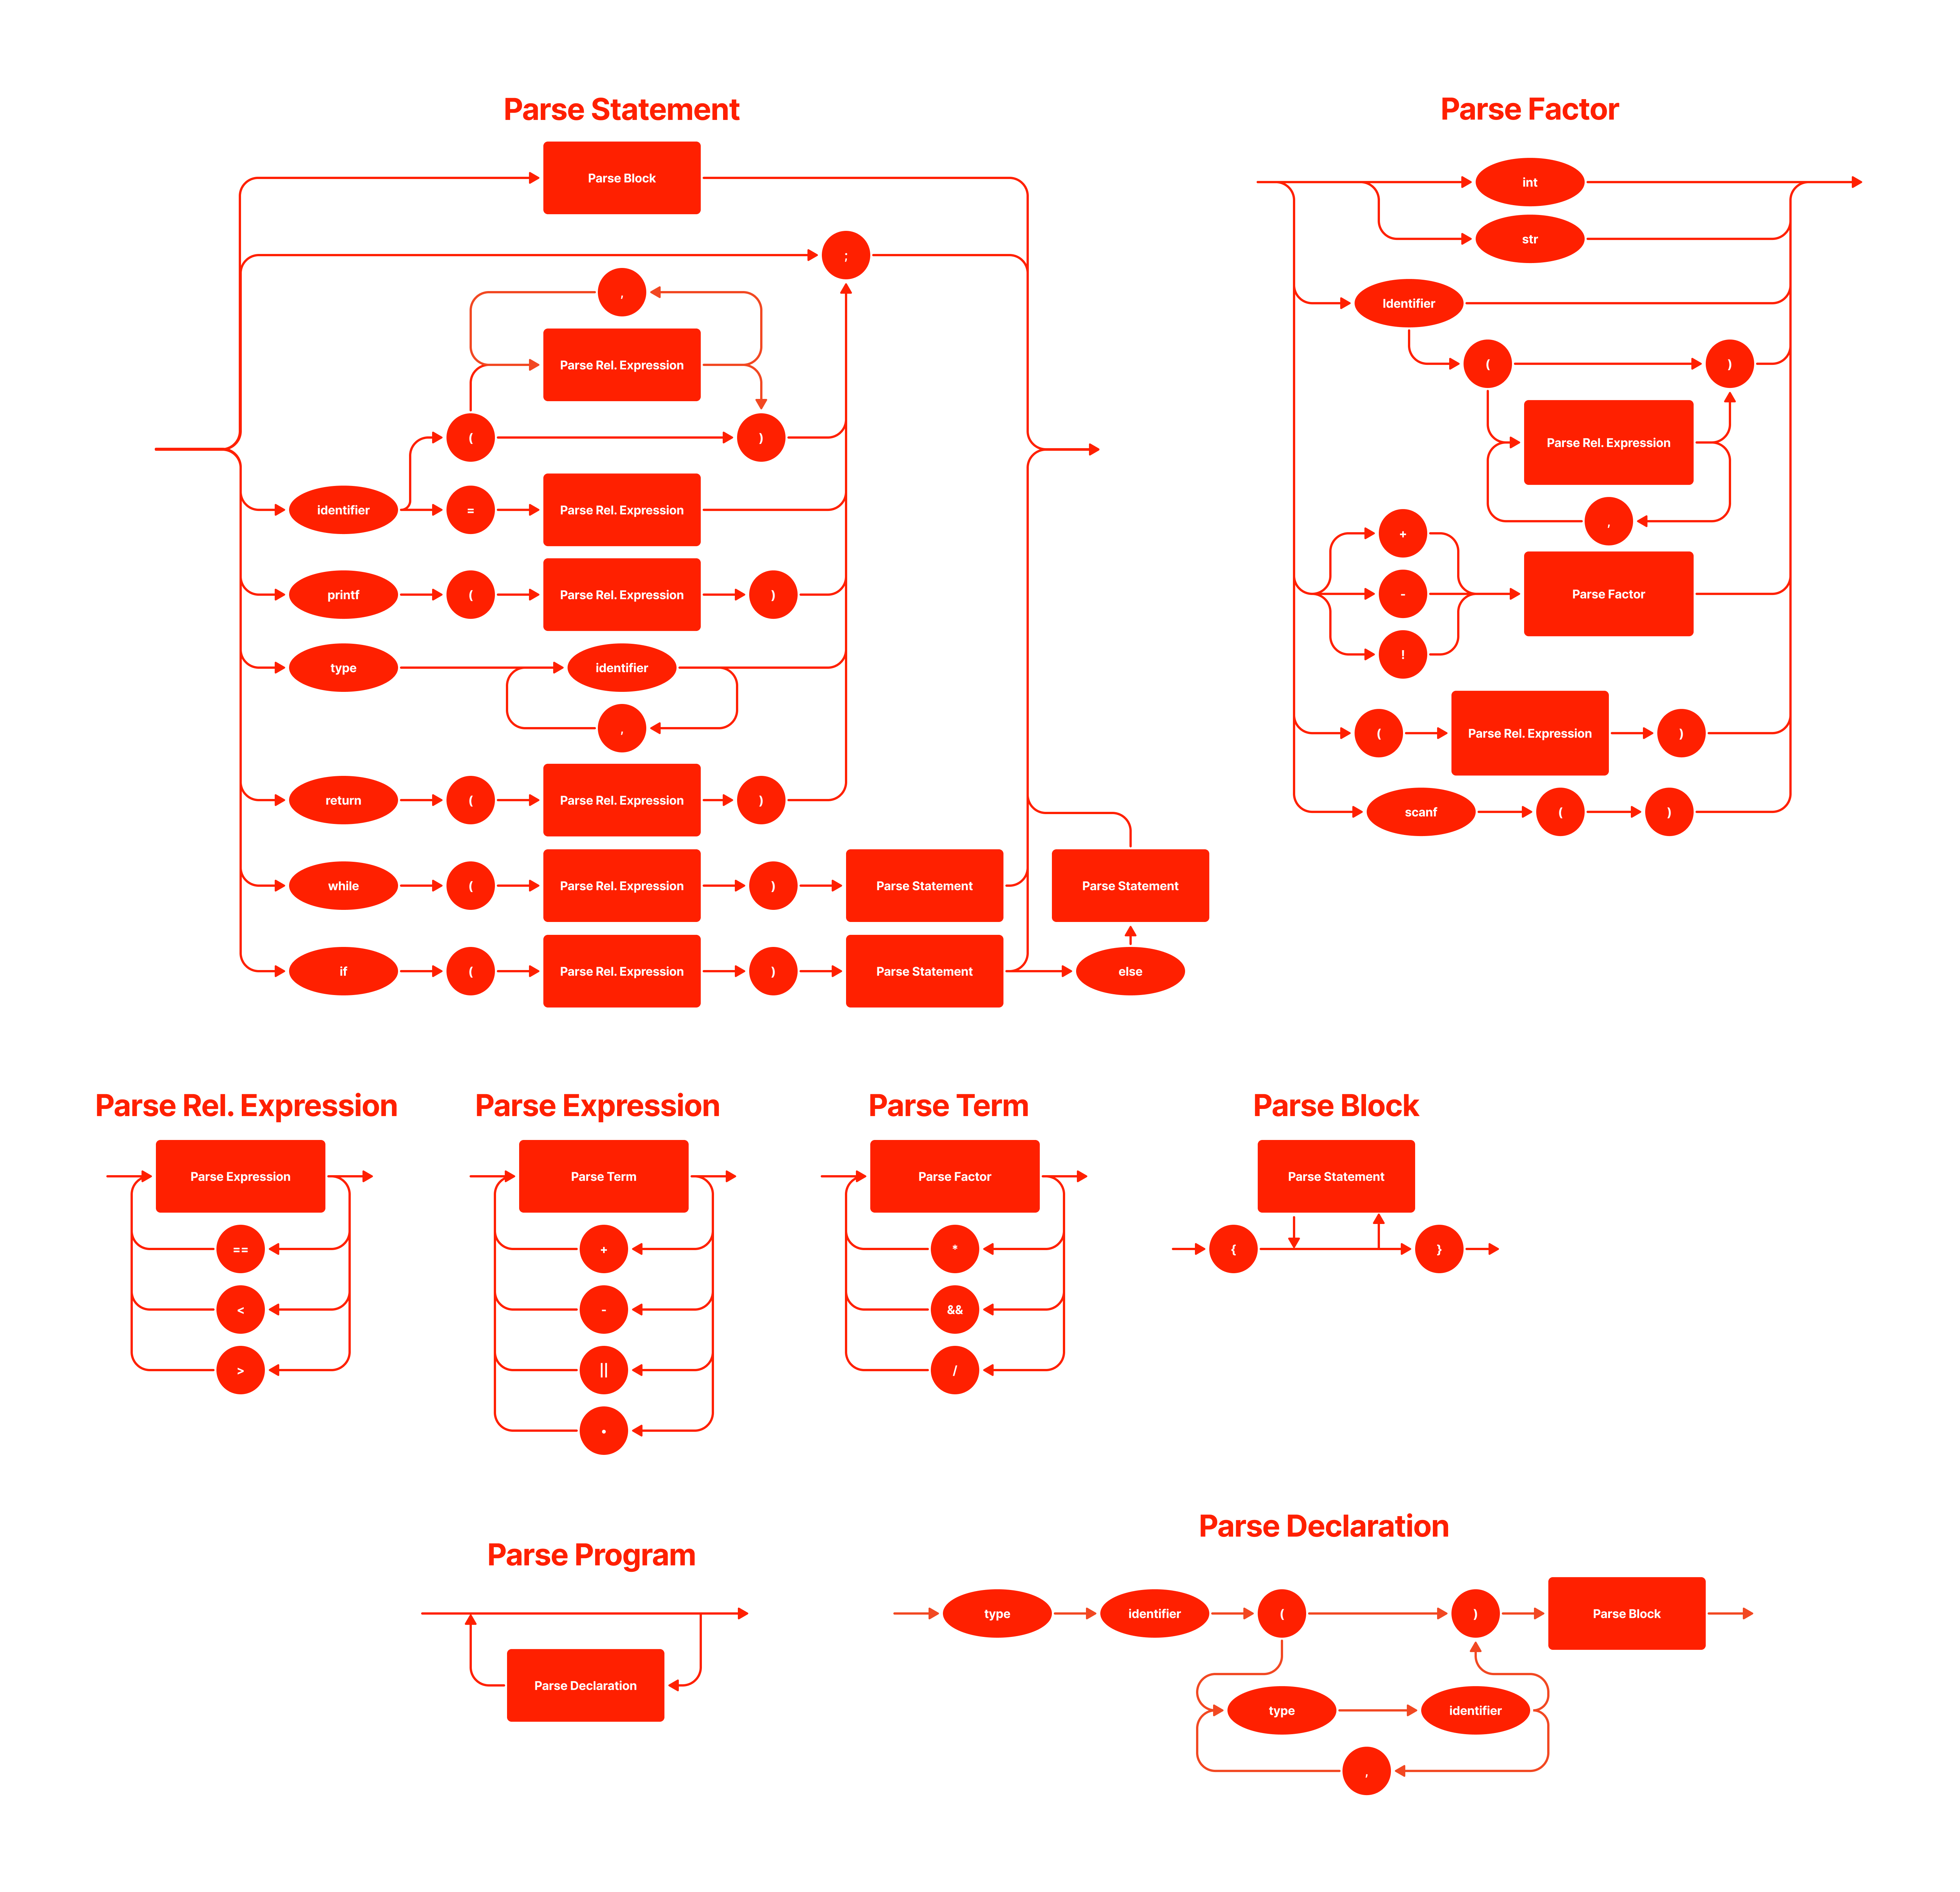 Parse Statement
Parse Block
;
,
Parse Rel. Expression
(
)
identifier
=
Parse Rel. Expression
printf
(
Parse Rel. Expression
)
type
identifier
,
return
(
Parse Rel. Expression
)
while
(
Parse Rel. Expression
)
Parse Statement
Parse Statement
if
(
Parse Rel. Expression
)
Parse Statement
else
Parse Factor
int
str
Identifier
(
)
Parse Rel. Expression
,
+
-
!
Parse Factor
(
Parse Rel. Expression
)
scanf
(
)
Parse Rel. Expression
Parse Expression
==
<
>
Parse Expression
Parse Term
+
-
||
•
Parse Term
Parse Factor
*
&&
/
Parse Block
Parse Statement
{
}
Parse Program
Parse Declaration
Parse Declaration
type
identifier
(
)
Parse Block
type
identifier
,